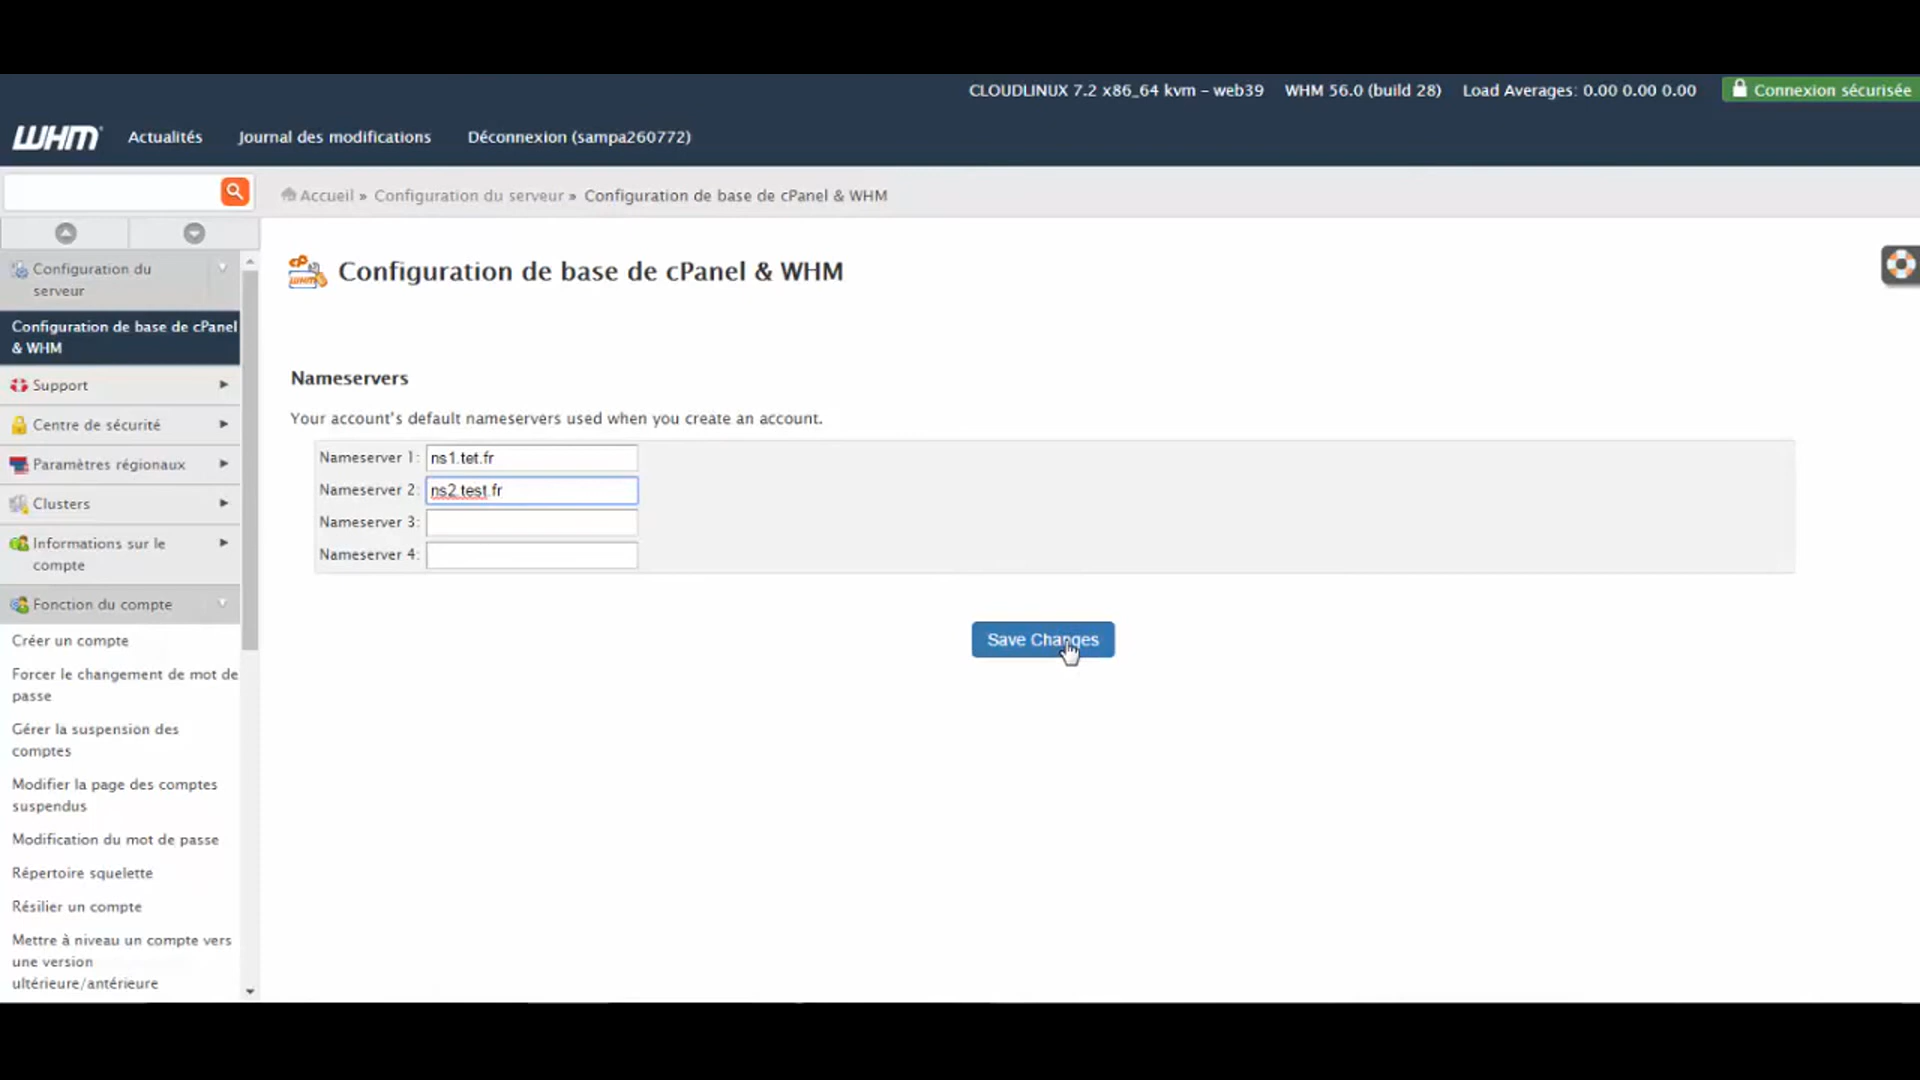 CLOUDLINUX 7.2 x86_64 kvm – web39 WHM 56.0 (build 28) Load Averages: 0.00 0.00 0.00 Connexion sécurisée
WHM Actualités Journal des modifications Déconnexion (sampa260772)
Accueil » Configuration du serveur » Configuration de base de cPanel & WHM
Configuration du
serveur
Configuration de base de cPanel
& WHM
Support
Centre de sécurité
Paramètres régionaux
Clusters
Informations sur le
compte
Fonction du compte
Créer un compte
Forcer le changement de mot de
passe
Gérer la suspension des
comptes
Modifier la page des comptes
suspendus
Modification du mot de passe
Répertoire squelette
Résilier un compte
Mettre à niveau un compte vers
une version
ultérieure/antérieure
cP
WHM
Configuration de base de cPanel & WHM
Nameservers
Your account's default nameservers used when you create an account.
Nameserver 1: ns1.tet.fr
Nameserver 2: ns2.test.fr
Nameserver 3:
Nameserver 4:
Save Changes